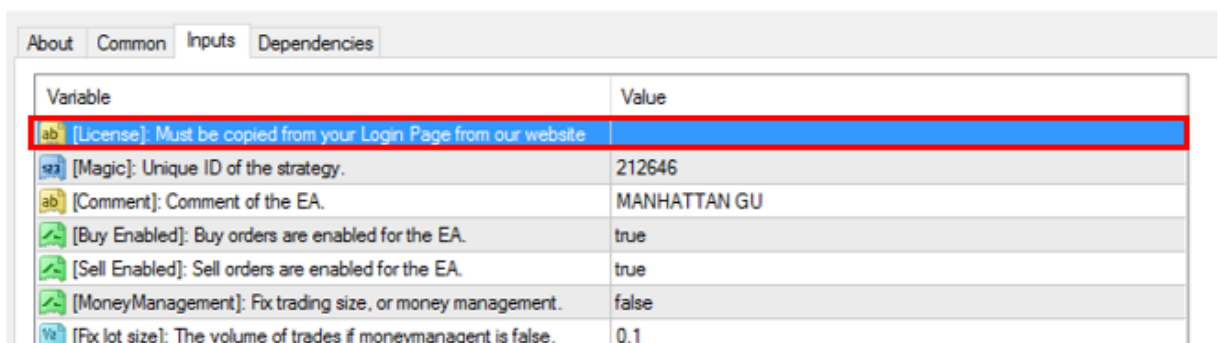 About Common Inputs Dependencies
Variable Value
ab [License]: Must be copied from your Login Page from our website
123 [Magic]: Unique ID of the strategy. 212646
ab [Comment]: Comment of the EA. MANHATTAN GU
[Buy Enabled]: Buy orders are enabled for the EA. true
[Sell Enabled]: Sell orders are enabled for the EA. true
[MoneyManagement]: Fix trading size, or money management. false
[Fix lot size]: The volume of trades if moneymanagent is false. 0.1